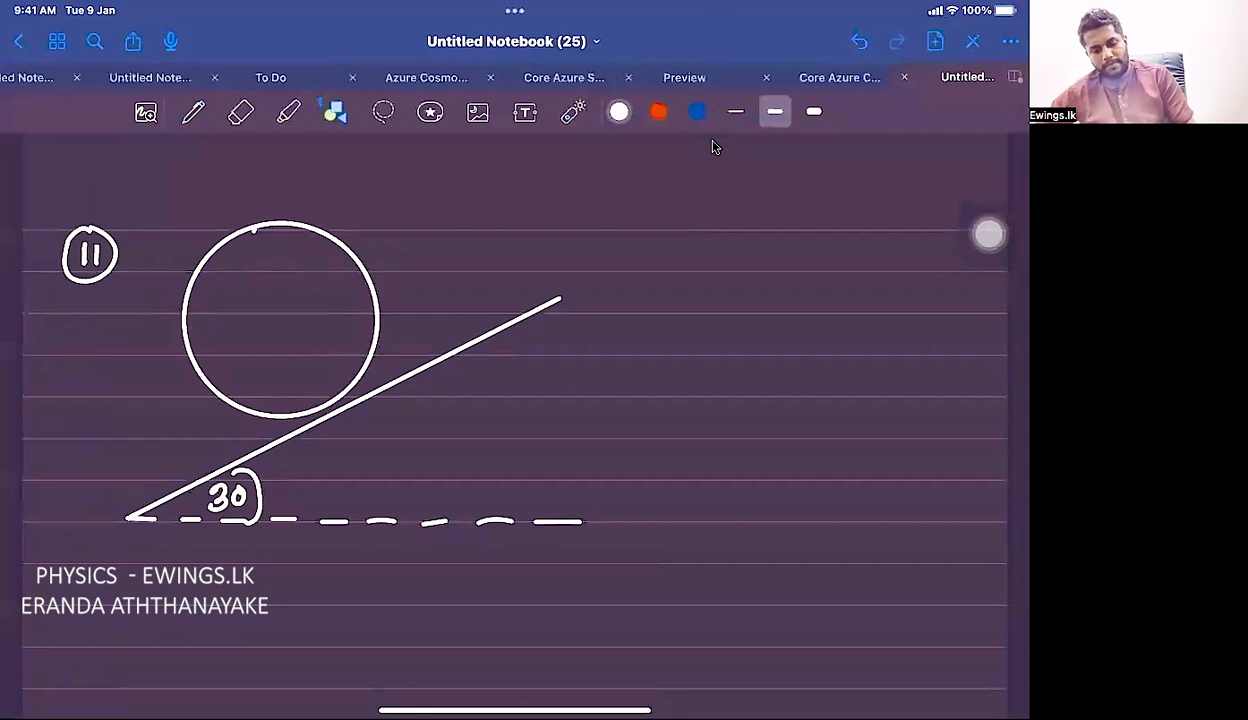 9:41 AM Tue 9 Jan
100%
Untitled Notebook (25)
led Note...
Untitled Note...
To Do
Azure Cosmo...
Core Azure S...
Preview
Core Azure C...
Untitled...
T
Ewings.lk
11
30
PHYSICS - EWINGS.LK
ERANDA ATHTHANAYAKE